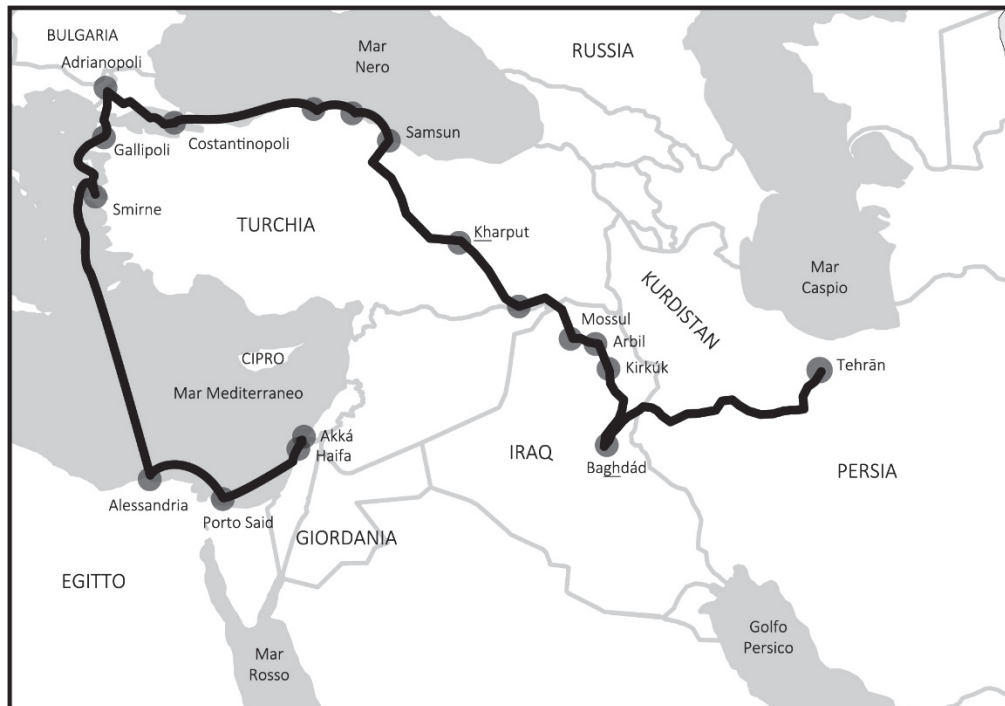 BULGARIA
Adrianopoli
Mar
Nero
RUSSIA
Gallipoli
Costantinopoli
Samsun
Smirne
TURCHIA
Kharput
KURDISTAN
Mar
Caspio
Mossul
Arbil
Kirkúk
Tehrān
CIPRO
Mar Mediterraneo
Akká
Haifa
IRAQ
Baghdád
PERSIA
Alessandria
Porto Said
GIORDANIA
EGITTO
Mar
Rosso
Golfo
Persico